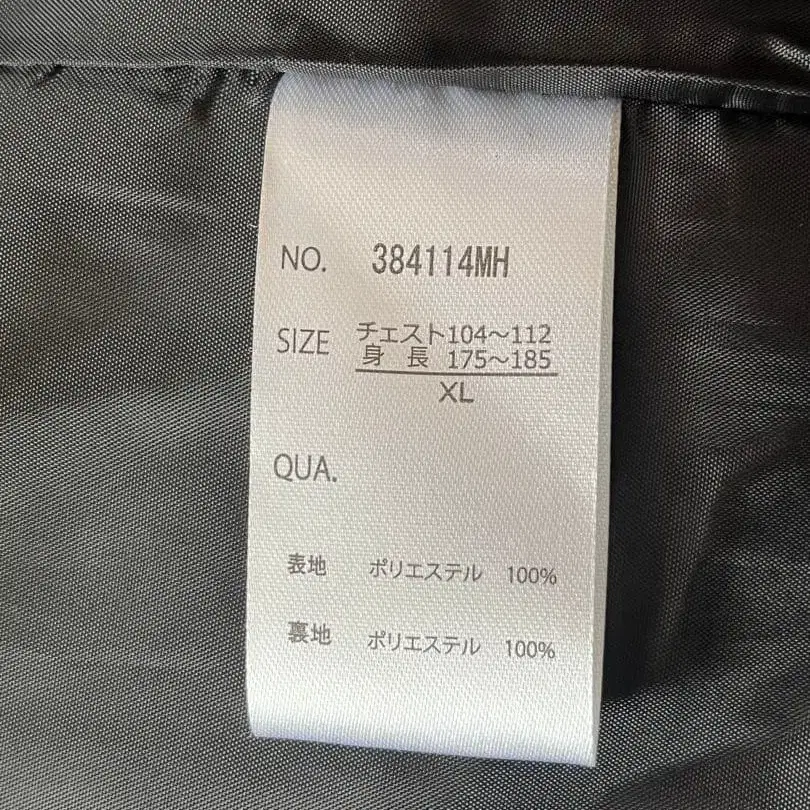 NO. 384114MH
SIZE チェスト104～112
身 長 175～185
XL
QUA.
表地 ポリエステル 100%
裏地 ポリエステル 100%